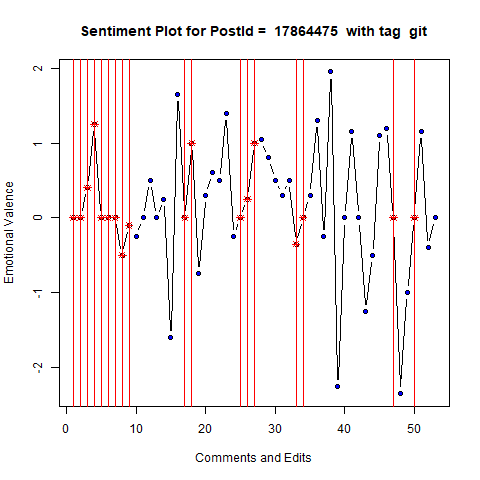 Sentiment Plot for PostId =  17864475  with tag  git
Emotional Valence
2
1
0
-1
-2
0 10 20 30 40 50
Comments and Edits